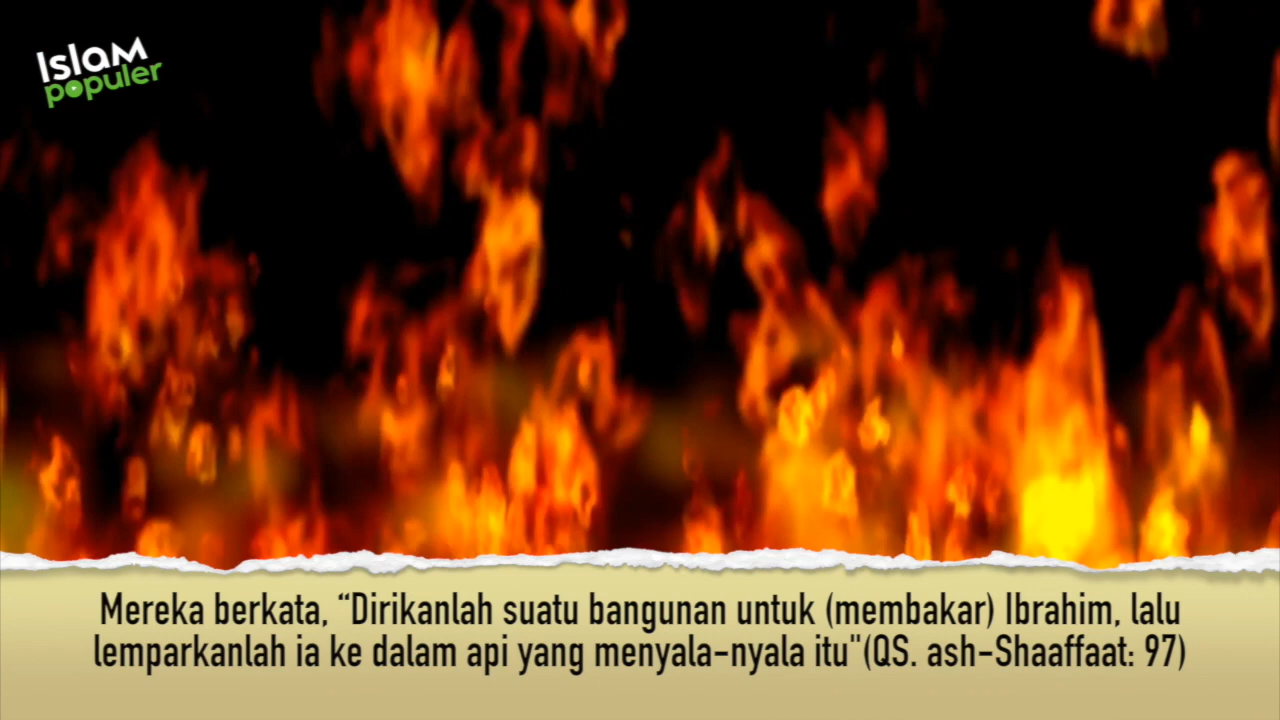 Islam
populer
Mereka berkata, “Dirikanlah suatu bangunan untuk (membakar) Ibrahim, lalu
lemparkanlah ia ke dalam api yang menyala-nyala itu"(QS. ash-Shaaffaat: 97)